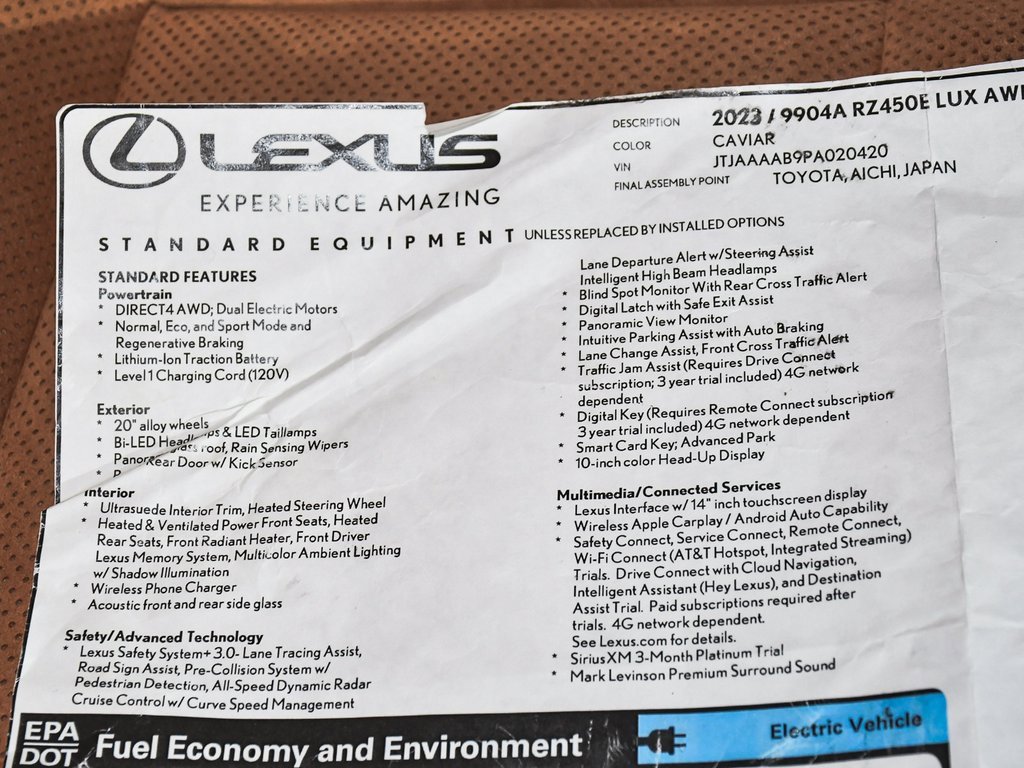 LEXUS
EXPERIENCE AMAZING
DESCRIPTION 2023 / 9904A RZ450E LUX AW
COLOR CAVIAR
VIN JTJAAAAB9PA020420
FINAL ASSEMBLY POINT TOYOTA, AICHI, JAPAN
STANDARD EQUIPMENT UNLESS REPLACED BY INSTALLED OPTIONS
STANDARD FEATURES
Powertrain
* DIRECT4 AWD; Dual Electric Motors
* Normal, Eco, and Sport Mode and
Regenerative Braking
* Lithium-Ion Traction Battery
* Level 1 Charging Cord (120V)
Exterior
* 20" alloy wheels
* Bi-LED Headl ps & LED Taillamps
* Pano roof, Rain Sensing Wipers
* P Rear Door w/ Kick Sensor
Interior
* Ultrasuede Interior Trim, Heated Steering Wheel
* Heated & Ventilated Power Front Seats, Heated
Rear Seats, Front Radiant Heater, Front Driver
Lexus Memory System, Multicolor Ambient Lighting
w/ Shadow Illumination
* Wireless Phone Charger
* Acoustic front and rear side glass
Safety/Advanced Technology
* Lexus Safety System+ 3.0- Lane Tracing Assist,
Road Sign Assist, Pre-Collision System w/
Pedestrian Detection, All-Speed Dynamic Radar
Cruise Control w/ Curve Speed Management
Lane Departure Alert w/Steering Assist
Intelligent High Beam Headlamps
* Blind Spot Monitor With Rear Cross Traffic Alert
* Digital Latch with Safe Exit Assist
* Panoramic View Monitor
* Intuitive Parking Assist with Auto Braking
* Lane Change Assist, Front Cross Traffic Alert
* Traffic Jam Assist (Requires Drive Connect
subscription; 3 year trial included) 4G network
dependent
* Digital Key (Requires Remote Connect subscription
3 year trial included) 4G network dependent
* Smart Card Key; Advanced Park
* 10-inch color Head-Up Display
Multimedia/Connected Services
* Lexus Interface w/ 14" inch touchscreen display
* Wireless Apple Carplay / Android Auto Capability
* Safety Connect, Service Connect, Remote Connect,
Wi-Fi Connect (AT&T Hotspot, Integrated Streaming)
Trials. Drive Connect with Cloud Navigation,
Intelligent Assistant (Hey Lexus), and Destination
Assist Trial. Paid subscriptions required after
trials. 4G network dependent.
See Lexus.com for details.
* SiriusXM 3-Month Platinum Trial
* Mark Levinson Premium Surround Sound
EPA
DOT
Fuel Economy and Environment
Electric Vehicle